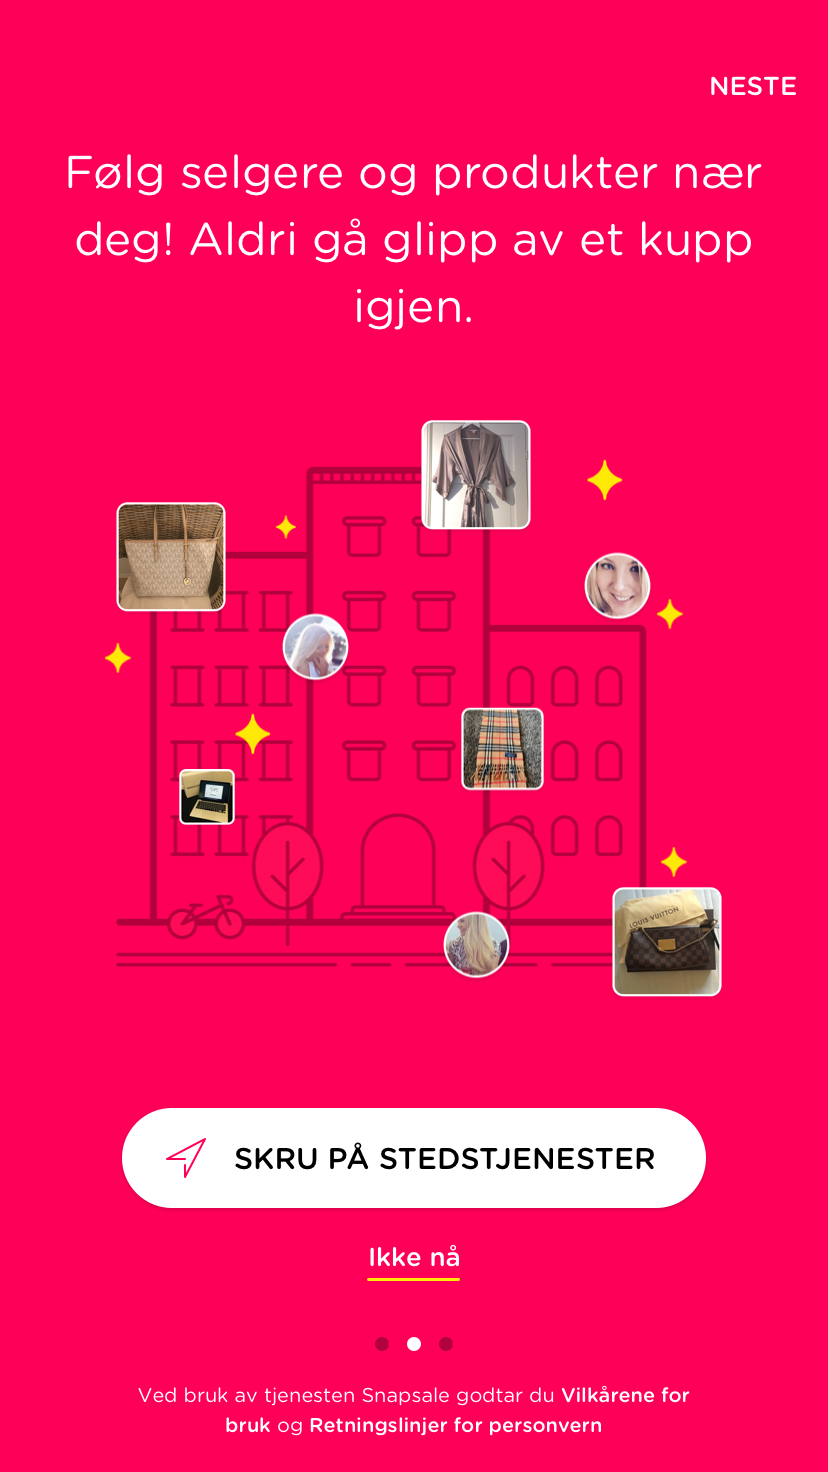 NESTE
Følg selgere og produkter nær
deg! Aldri gå glipp av et kupp
igjen.
LOUIS VUITTON
SKRU PÅ STEDSTJENESTER
Ikke nå
Ved bruk av tjenesten Snapsale godtar du Vilkårene for
bruk og Retningslinjer for personvern